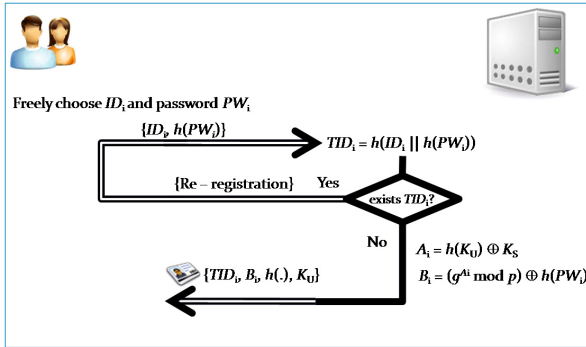 Freely choose IDi and password PWi
{IDi, h(PWi)}
TIDi = h(IDi || h(PWi))
{Re – registration} Yes
exists TIDi?
No
Ai = h(KU) ⊕ KS
{TIDi, Bi, h(.), KU}
Bi = (g^Ai mod p) ⊕ h(PWi)